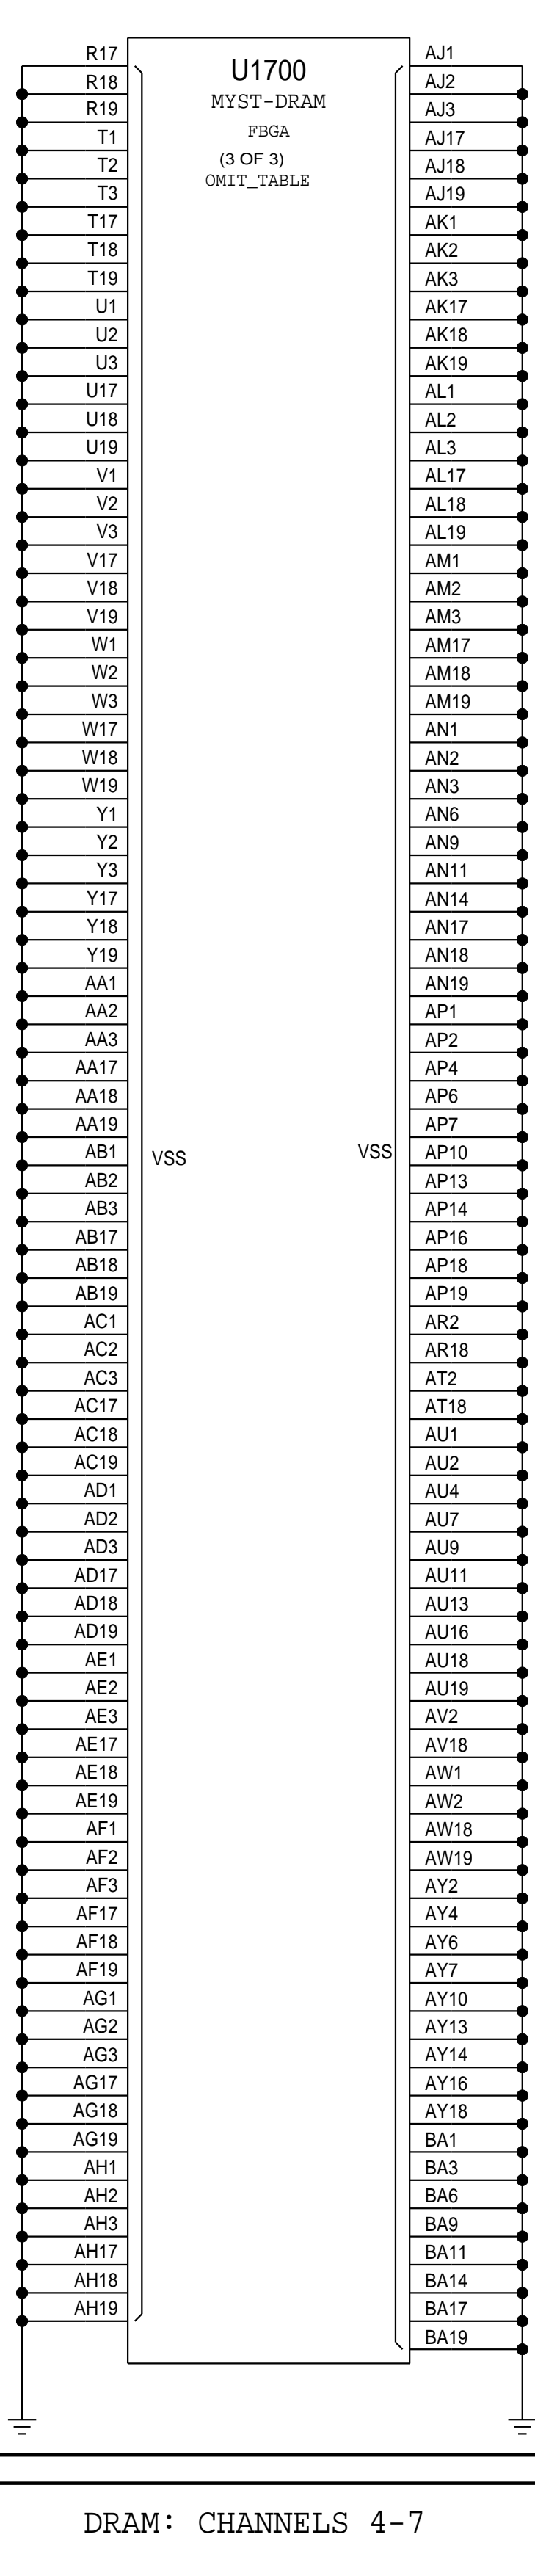 U1700
MYST-DRAM
FBGA
(3 OF 3)
OMIT_TABLE
R17
R18
R19
T1
T2
T3
T17
T18
T19
U1
U2
U3
U17
U18
U19
V1
V2
V3
V17
V18
V19
W1
W2
W3
W17
W18
W19
Y1
Y2
Y3
Y17
Y18
Y19
AA1
AA2
AA3
AA17
AA18
AA19
AB1
AB2
AB3
AB17
AB18
AB19
AC1
AC2
AC3
AC17
AC18
AC19
AD1
AD2
AD3
AD17
AD18
AD19
AE1
AE2
AE3
AE17
AE18
AE19
AF1
AF2
AF3
AF17
AF18
AF19
AG1
AG2
AG3
AG17
AG18
AG19
AH1
AH2
AH3
AH17
AH18
AH19
VSS
VSS
AJ1
AJ2
AJ3
AJ17
AJ18
AJ19
AK1
AK2
AK3
AK17
AK18
AK19
AL1
AL2
AL3
AL17
AL18
AL19
AM1
AM2
AM3
AM17
AM18
AM19
AN1
AN2
AN3
AN6
AN9
AN11
AN14
AN17
AN18
AN19
AP1
AP2
AP4
AP6
AP7
AP10
AP13
AP14
AP16
AP18
AP19
AR2
AR18
AT2
AT18
AU1
AU2
AU4
AU7
AU9
AU11
AU13
AU16
AU18
AU19
AV2
AV18
AW1
AW2
AW18
AW19
AY2
AY4
AY6
AY7
AY10
AY13
AY14
AY16
AY18
BA1
BA3
BA6
BA9
BA11
BA14
BA17
BA19
DRAM: CHANNELS 4-7